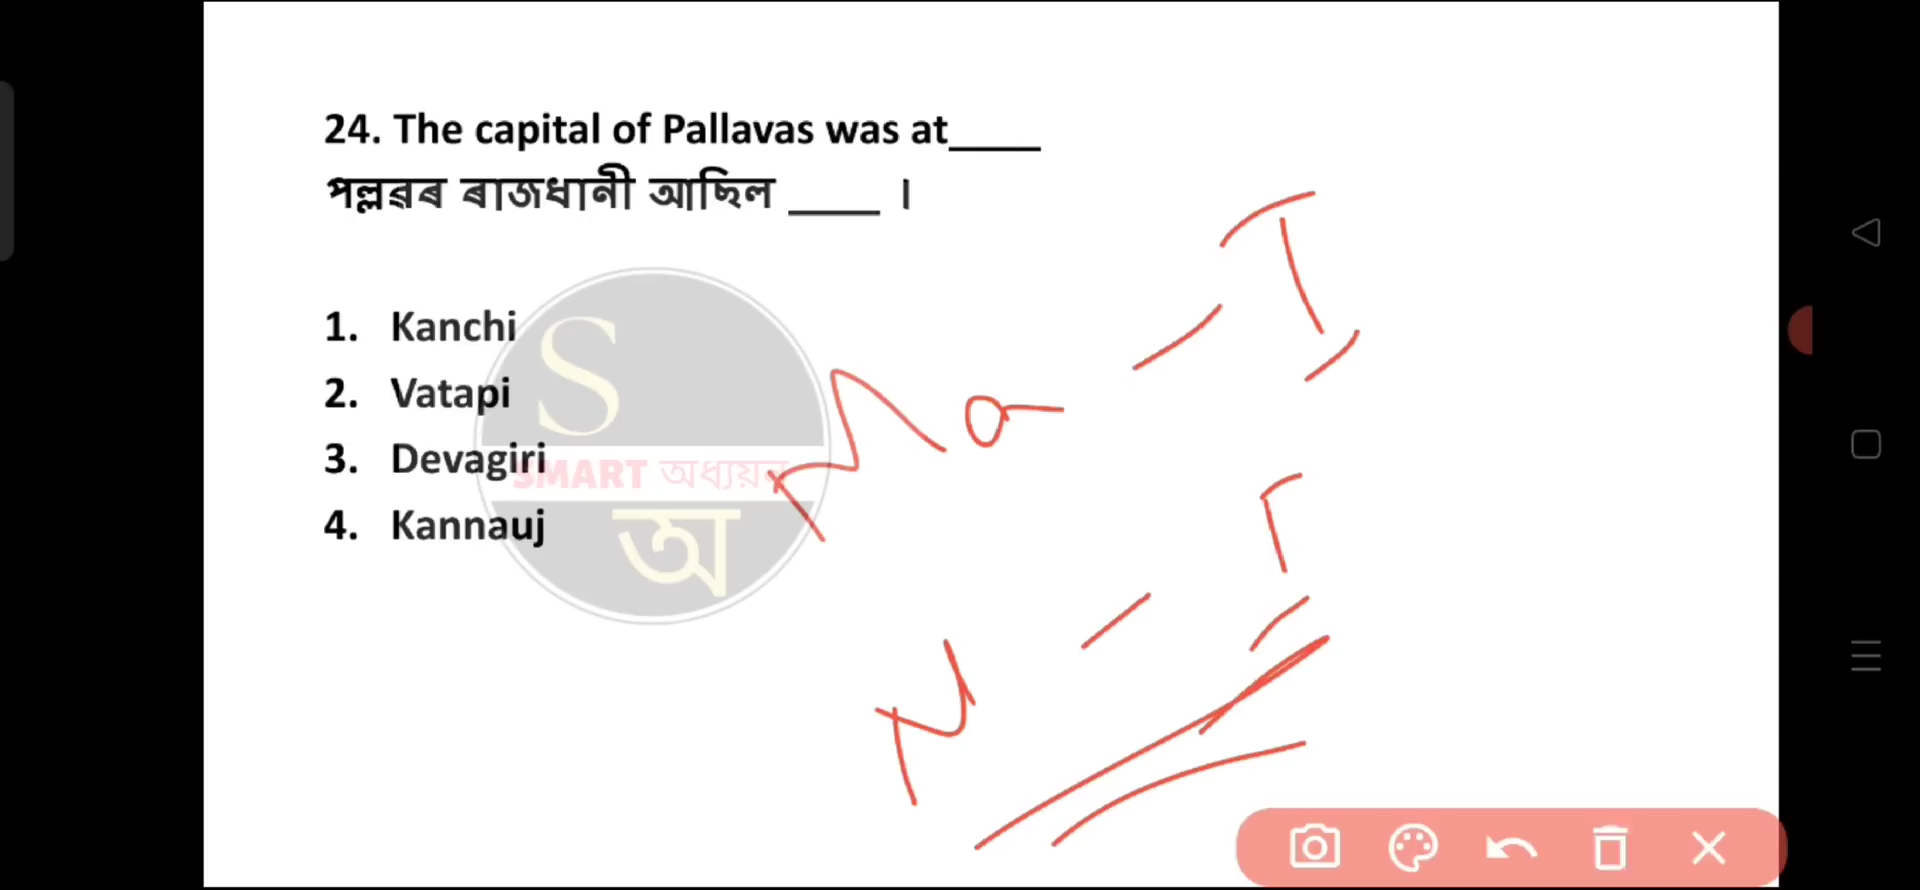 24. The capital of Pallavas was at____
পল্লৱৰ ৰাজধানী আছিল ____ ।
1. Kanchi
2. Vatapi
3. Devagiri
4. Kannauj
S
SMART অধ্যয়ন
অ